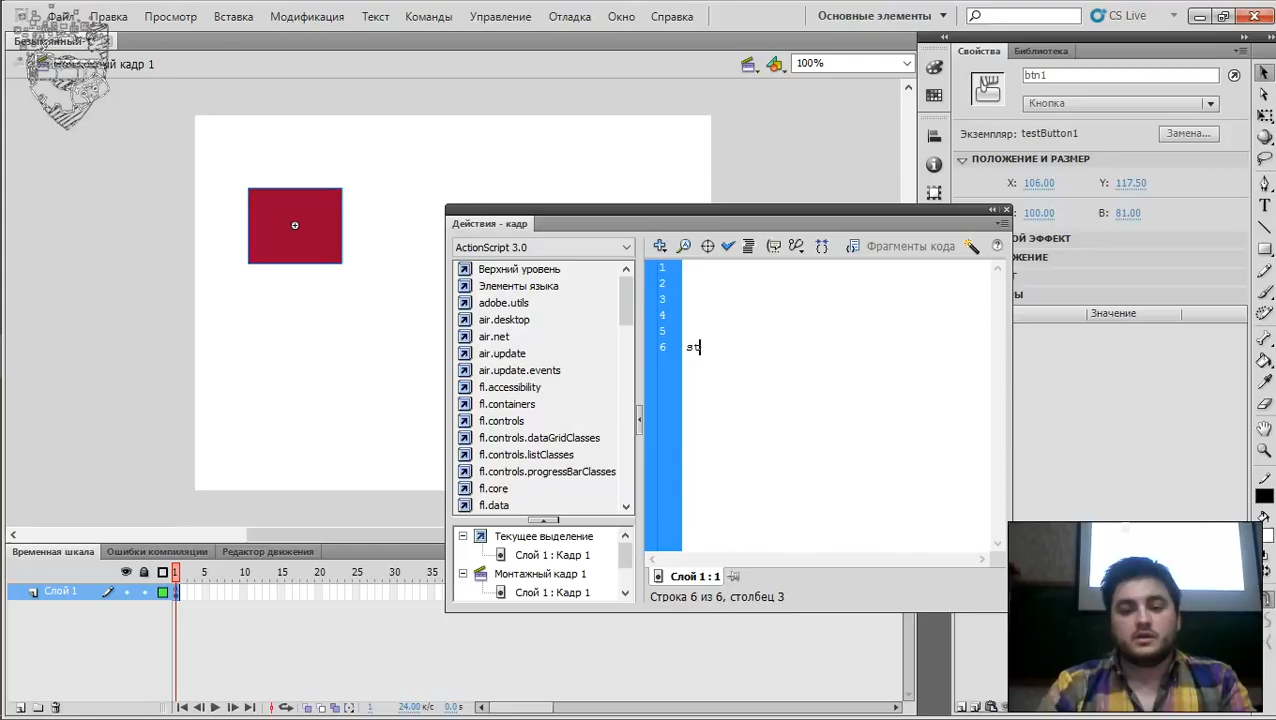 Файл Правка Просмотр Вставка Модификация Текст Команды Управление Отладка Окно Справка
Основные элементы
CS Live
кадр 1
100%
Свойства Библиотека
btn1
Кнопка
Экземпляр: testButton1 Замена...
ПОЛОЖЕНИЕ И РАЗМЕР
X: 106.00 Y: 117.50
100.00 В: 81.00
ЭФФЕКТ
Значение
Действия - кадр
ActionScript 3.0
Фрагменты кода
Верхний уровень
Элементы языка
adobe.utils
air.desktop
air.net
air.update
air.update.events
fl.accessibility
fl.containers
fl.controls
fl.controls.dataGridClasses
fl.controls.listClasses
fl.controls.progressBarClasses
fl.core
fl.data
1
2
3
4
5
6 st
Текущее выделение
Слой 1 : Кадр 1
Монтажный кадр 1
Слой 1 : Кадр 1
Слой 1 : 1
Строка 6 из 6, столбец 3
Временная шкала Ошибки компиляции Редактор движения
1 5 10 15 20 25 30 35 40 45
Слой 1
1 24.00 к/с 0.0 s